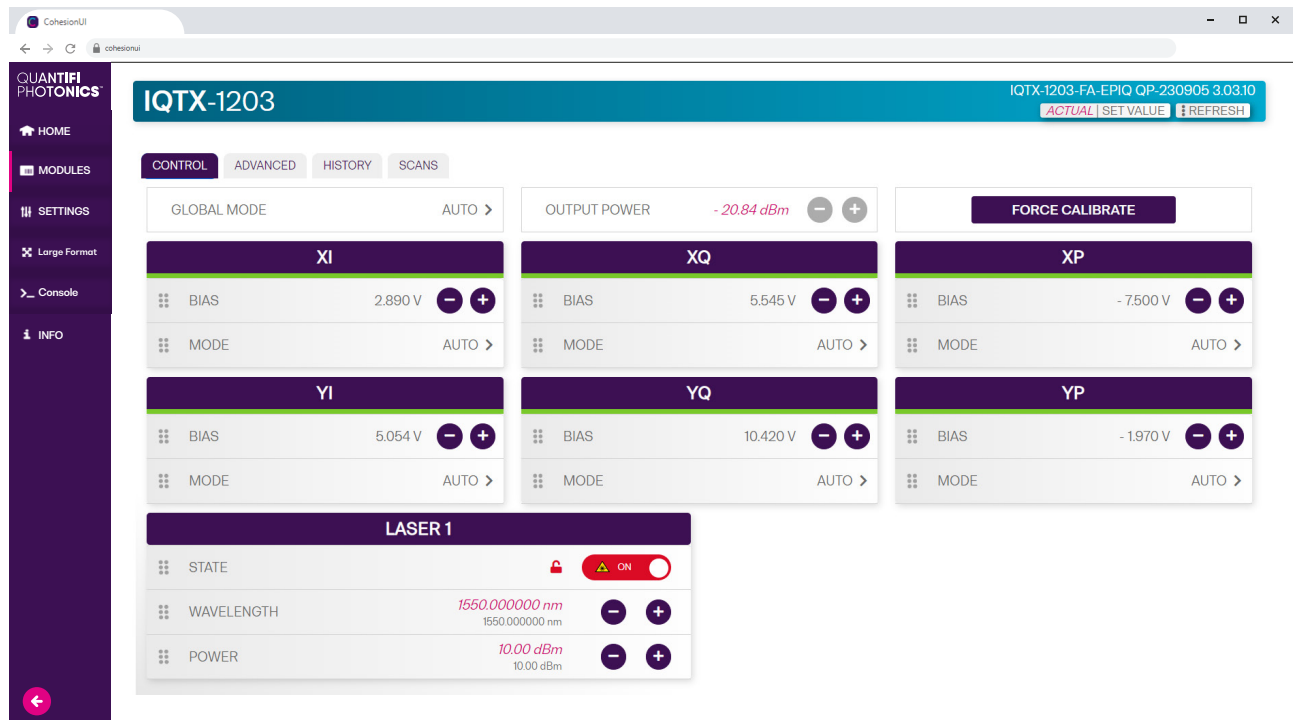 CohesionUI
cohesionui
QUANTIFI
PHOTONICS
HOME
MODULES
SETTINGS
Large Format
Console
INFO
IQTX-1203
IQTX-1203-FA-EPIQ QP-230905 3.03.10
ACTUAL | SET VALUE REFRESH
CONTROL ADVANCED HISTORY SCANS
GLOBAL MODE AUTO >
OUTPUT POWER - 20.84 dBm
FORCE CALIBRATE
XI
BIAS 2.890 V
MODE AUTO >
XQ
BIAS 5.545 V
MODE AUTO >
XP
BIAS - 7.500 V
MODE AUTO >
YI
BIAS 5.054 V
MODE AUTO >
YQ
BIAS 10.420 V
MODE AUTO >
YP
BIAS - 1.970 V
MODE AUTO >
LASER 1
STATE ON
WAVELENGTH 1550.000000 nm
1550.000000 nm
POWER 10.00 dBm
10.00 dBm